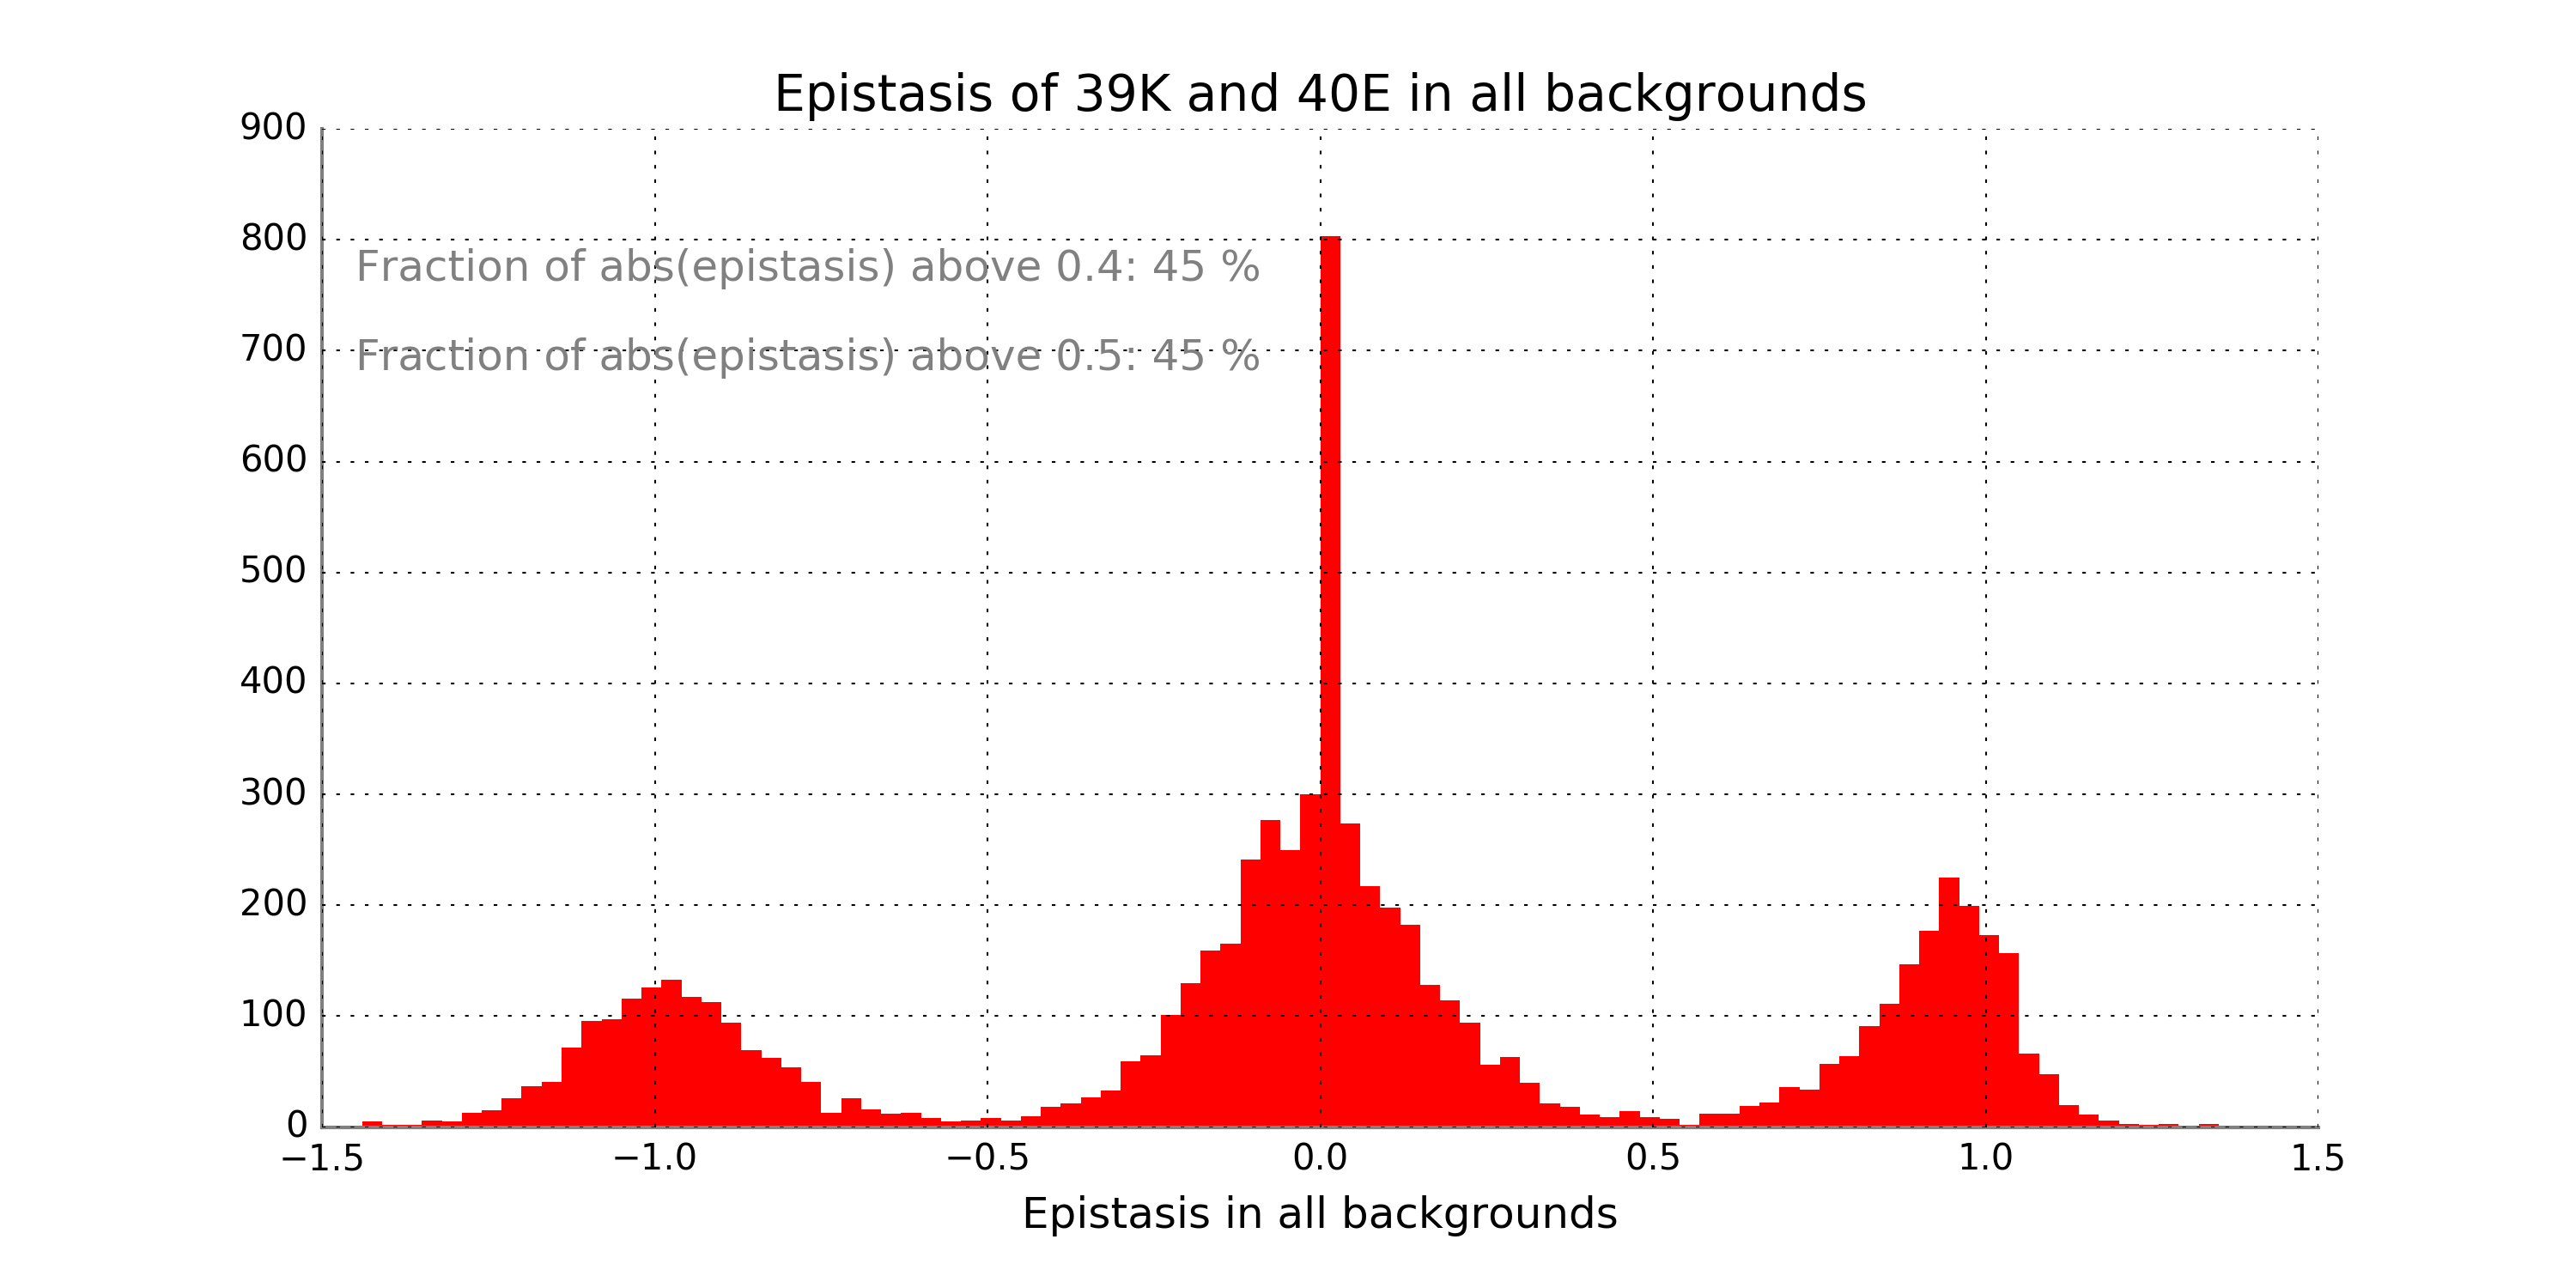 Epistasis of 39K and 40E in all backgrounds
900
800
Fraction of abs(epistasis) above 0.4: 45 %
700
Fraction of abs(epistasis) above 0.5: 45 %
600
500
400
300
200
100
0
−1.5 −1.0 −0.5 0.0 0.5 1.0 1.5
Epistasis in all backgrounds